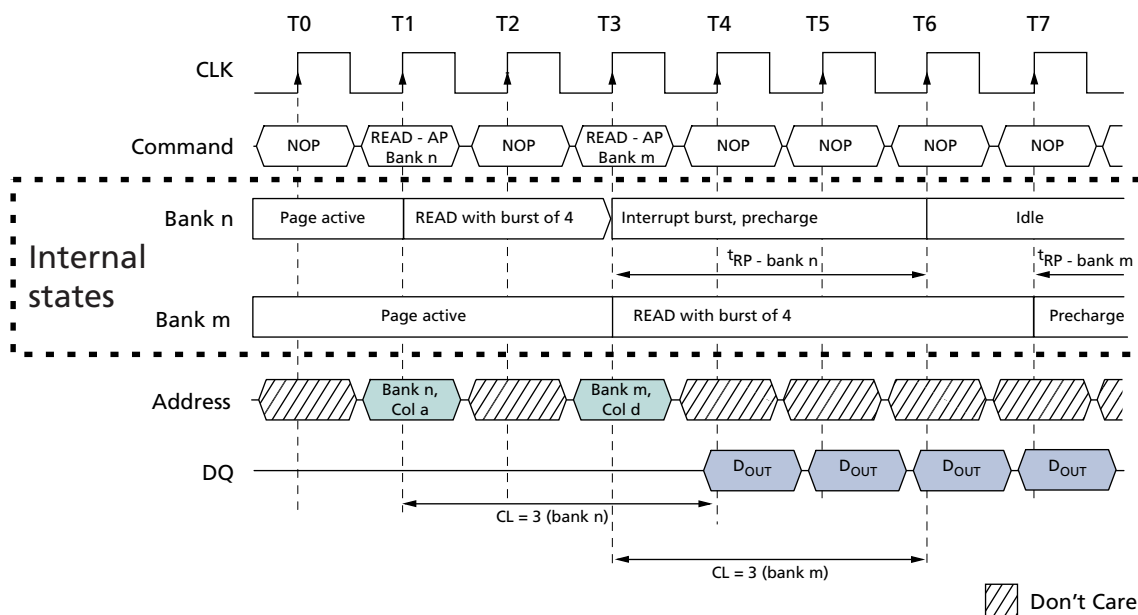 T0 T1 T2 T3 T4 T5 T6 T7
CLK
Command NOP READ - AP Bank n NOP READ - AP Bank m NOP NOP NOP NOP
Bank n Page active READ with burst of 4 Interrupt burst, precharge Idle
Internal states
tRP - bank n tRP - bank m
Bank m Page active READ with burst of 4 Precharge
Address Bank n, Col a Bank m, Col d
DQ DOUT DOUT DOUT DOUT
CL = 3 (bank n)
CL = 3 (bank m)
Don't Care